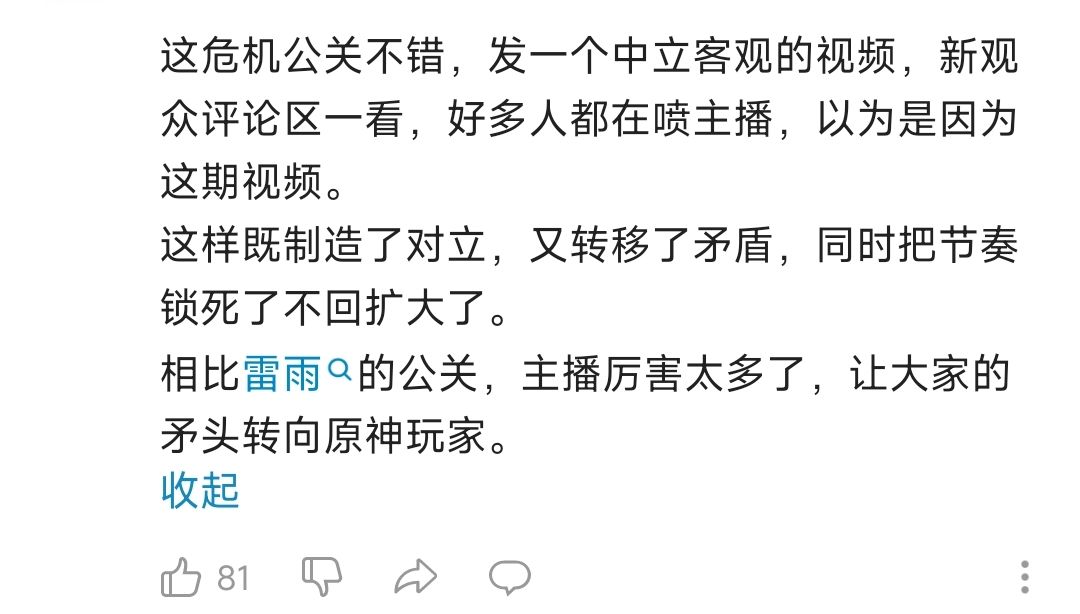 这危机公关不错，发一个中立客观的视频，新观
众评论区一看，好多人都在喷主播，以为是因为
这期视频。
这样既制造了对立，又转移了矛盾，同时把节奏
锁死了不回扩大了。
相比雷雨的公关，主播厉害太多了，让大家的
矛头转向原神玩家。
收起
81